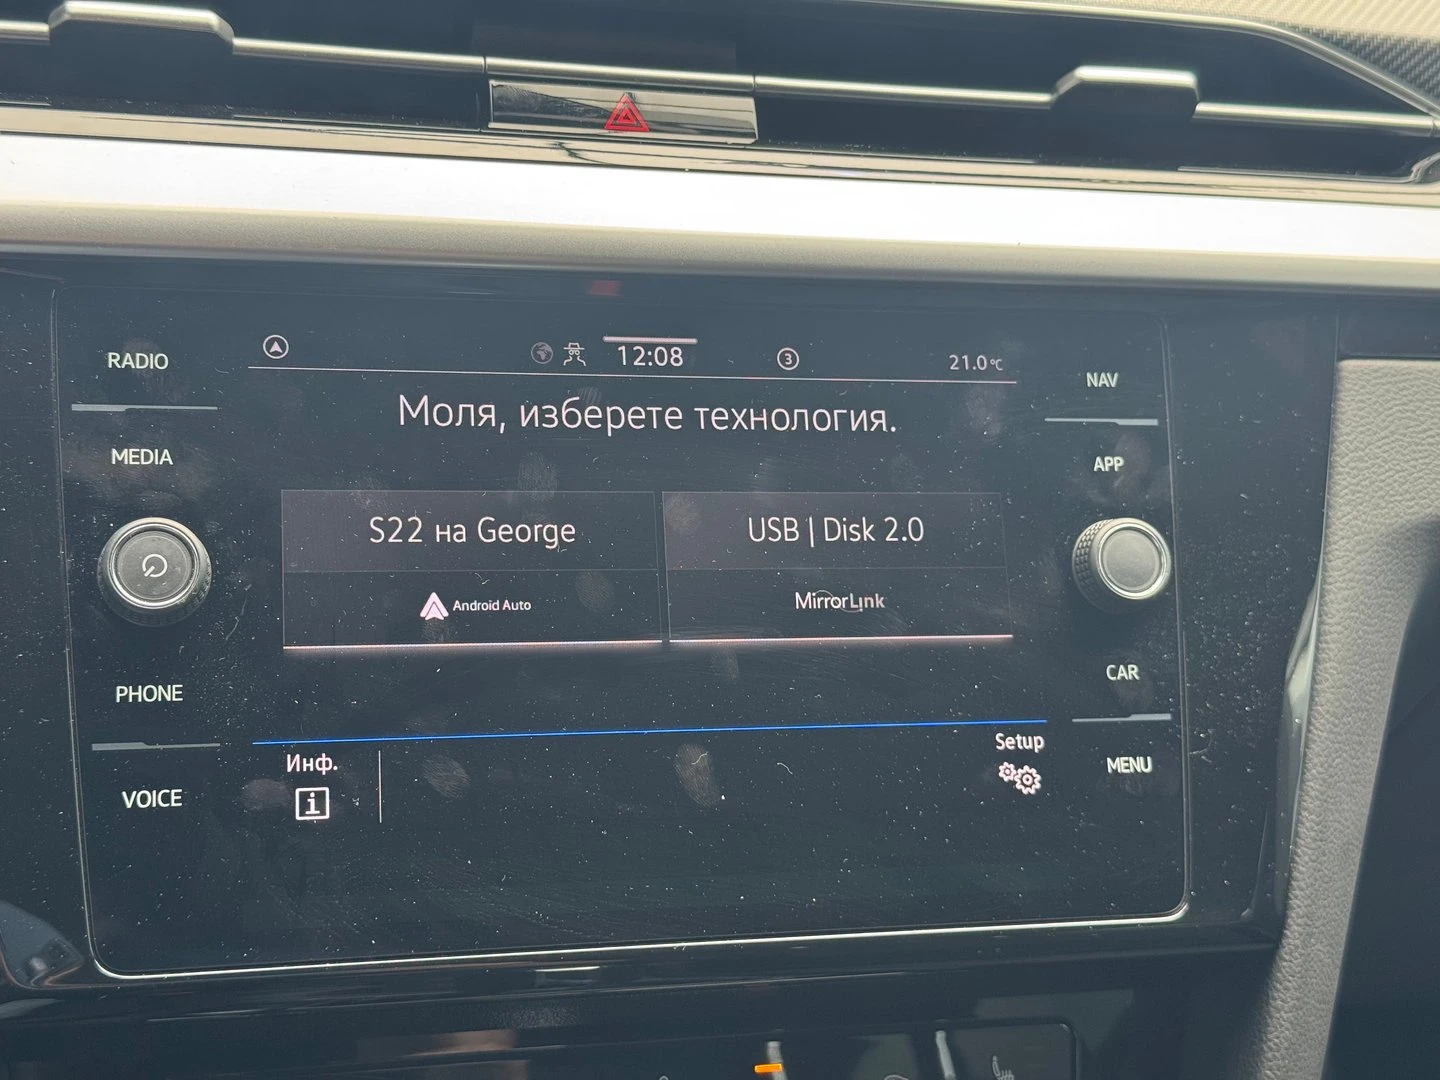 RADIO
MEDIA
PHONE
VOICE
12:08
3
21.0°C
Моля, изберете технология.
S22 на George
Android Auto
USB | Disk 2.0
MirrorLink
Инф.
i
Setup
NAV
APP
CAR
MENU